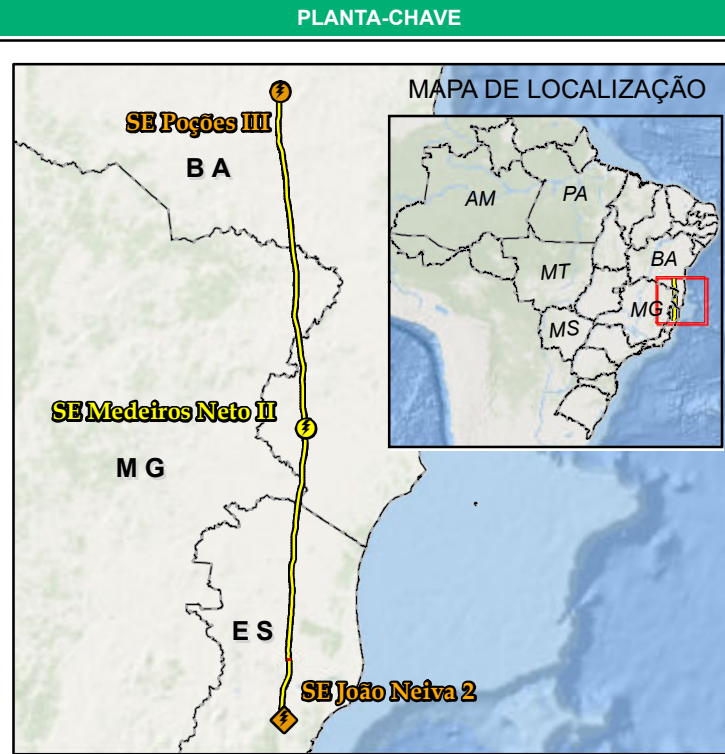 PLANTA-CHAVE
MAPA DE LOCALIZAÇÃO
SE Poções III
B A
AM
PA
BA
MT
MG
MS
SE Medeiros Neto II
M G
E S
SE João Neiva 2